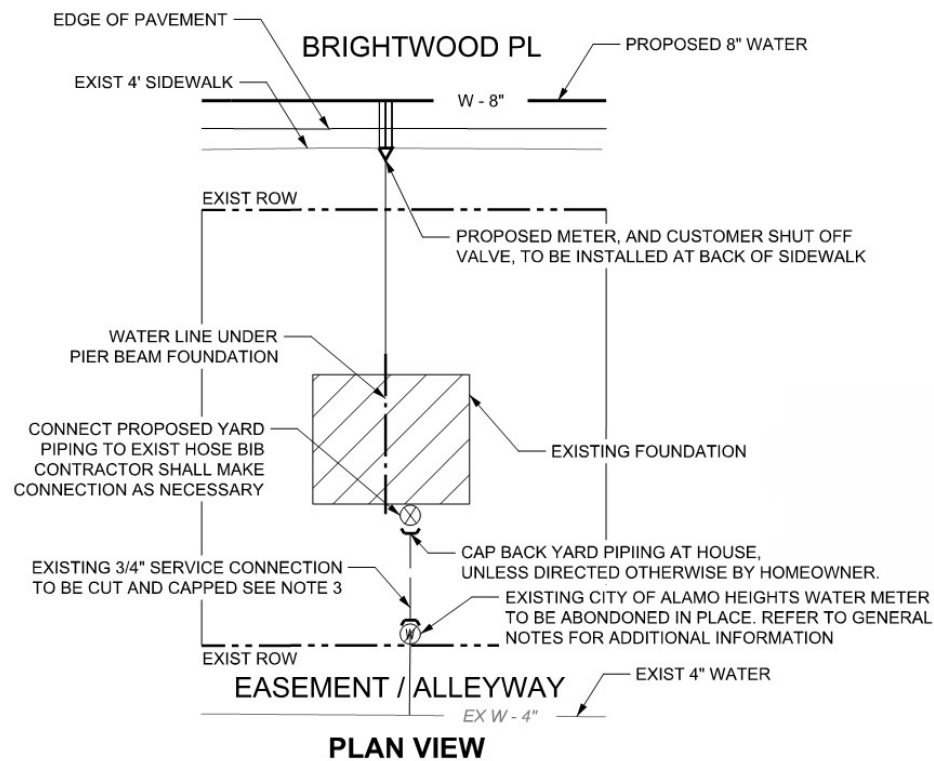 EDGE OF PAVEMENT
BRIGHTWOOD PL
PROPOSED 8" WATER
EXIST 4' SIDEWALK
W - 8"
EXIST ROW
PROPOSED METER, AND CUSTOMER SHUT OFF
VALVE, TO BE INSTALLED AT BACK OF SIDEWALK
WATER LINE UNDER
PIER BEAM FOUNDATION
CONNECT PROPOSED YARD
PIPING TO EXIST HOSE BIB
CONTRACTOR SHALL MAKE
CONNECTION AS NECESSARY
EXISTING FOUNDATION
CAP BACK YARD PIPING AT HOUSE,
UNLESS DIRECTED OTHERWISE BY HOMEOWNER.
EXISTING 3/4" SERVICE CONNECTION
TO BE CUT AND CAPPED SEE NOTE 3
EXISTING CITY OF ALAMO HEIGHTS WATER METER
TO BE ABONDONED IN PLACE. REFER TO GENERAL
NOTES FOR ADDITIONAL INFORMATION
W
EXIST ROW
EASEMENT / ALLEYWAY
EXIST 4" WATER
EX W - 4"
PLAN VIEW